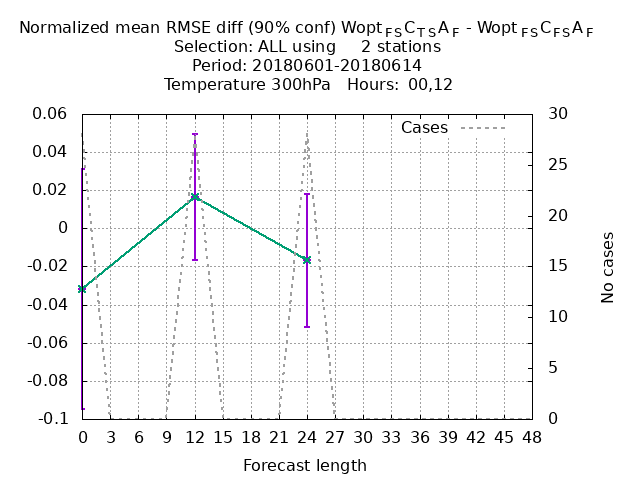 Normalized mean RMSE diff (90% conf) Wopt FS C T S A F - Wopt FS C F S A F
Selection: ALL using 2 stations
Period: 20180601-20180614
Temperature 300hPa Hours: 00,12
Cases
0.06
0.04
0.02
0
-0.02
-0.04
-0.06
-0.08
-0.1
30
25
20
15
10
5
0
No cases
0 3 6 9 12 15 18 21 24 27 30 33 36 39 42 45 48
Forecast length